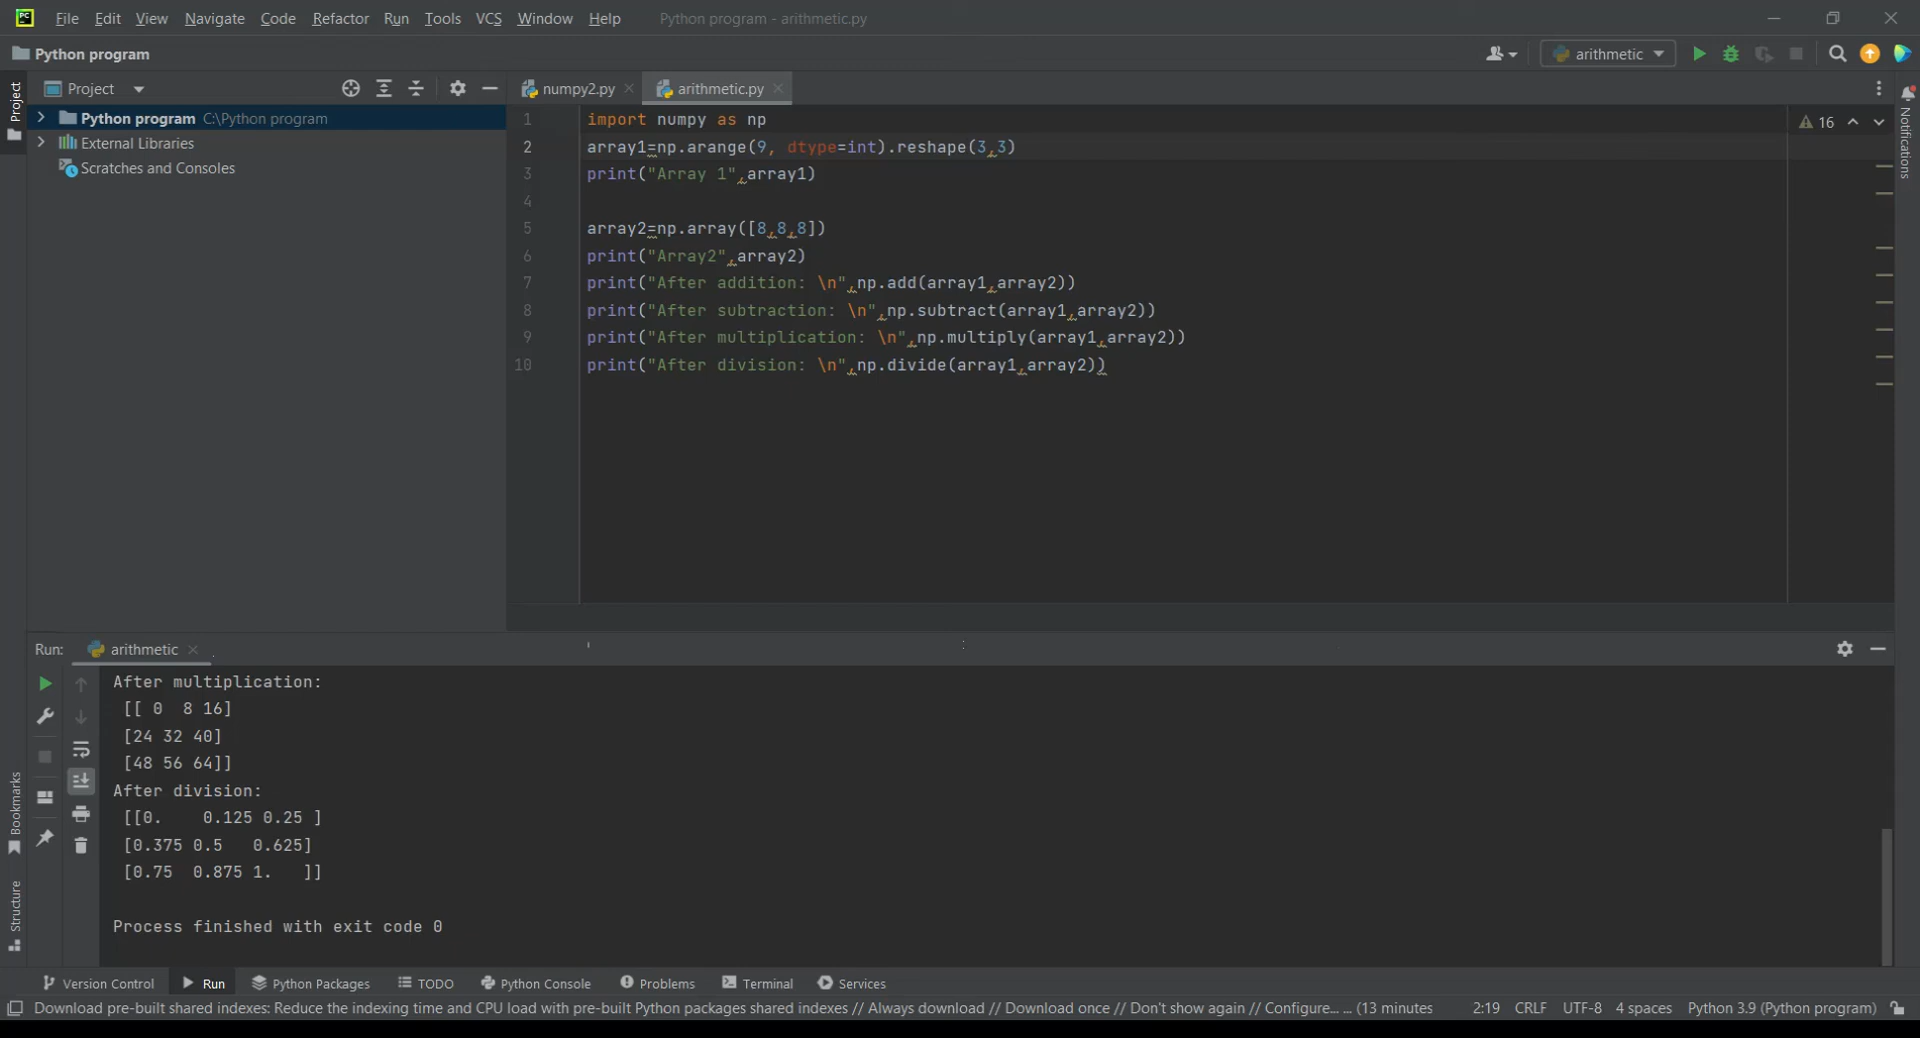 PC File Edit View Navigate Code Refactor Run Tools VCS Window Help Python program - arithmetic.py
Python program arithmetic
Project Project numpy2.py arithmetic.py Notifications
Python program C:\Python program
External Libraries
Scratches and Consoles
16
1 import numpy as np
2 array1=np.arange(9, dtype=int).reshape(3,3)
3 print("Array 1",array1)
4
5 array2=np.array([8,8,8])
6 print("Array2",array2)
7 print("After addition: \n",np.add(array1,array2))
8 print("After subtraction: \n",np.subtract(array1,array2))
9 print("After multiplication: \n",np.multiply(array1,array2))
10 print("After division: \n",np.divide(array1,array2))
Run: arithmetic
After multiplication:
[[ 0  8 16]
[24 32 40]
[48 56 64]]
After division:
[[0.    0.125 0.25 ]
[0.375 0.5   0.625]
[0.75  0.875 1.   ]]
Process finished with exit code 0
Bookmarks
Structure
Version Control Run Python Packages TODO Python Console Problems Terminal Services
Download pre-built shared indexes: Reduce the indexing time and CPU load with pre-built Python packages shared indexes // Always download // Download once // Don't show again // Configure... ... (13 minutes 2:19 CRLF UTF-8 4 spaces Python 3.9 (Python program)